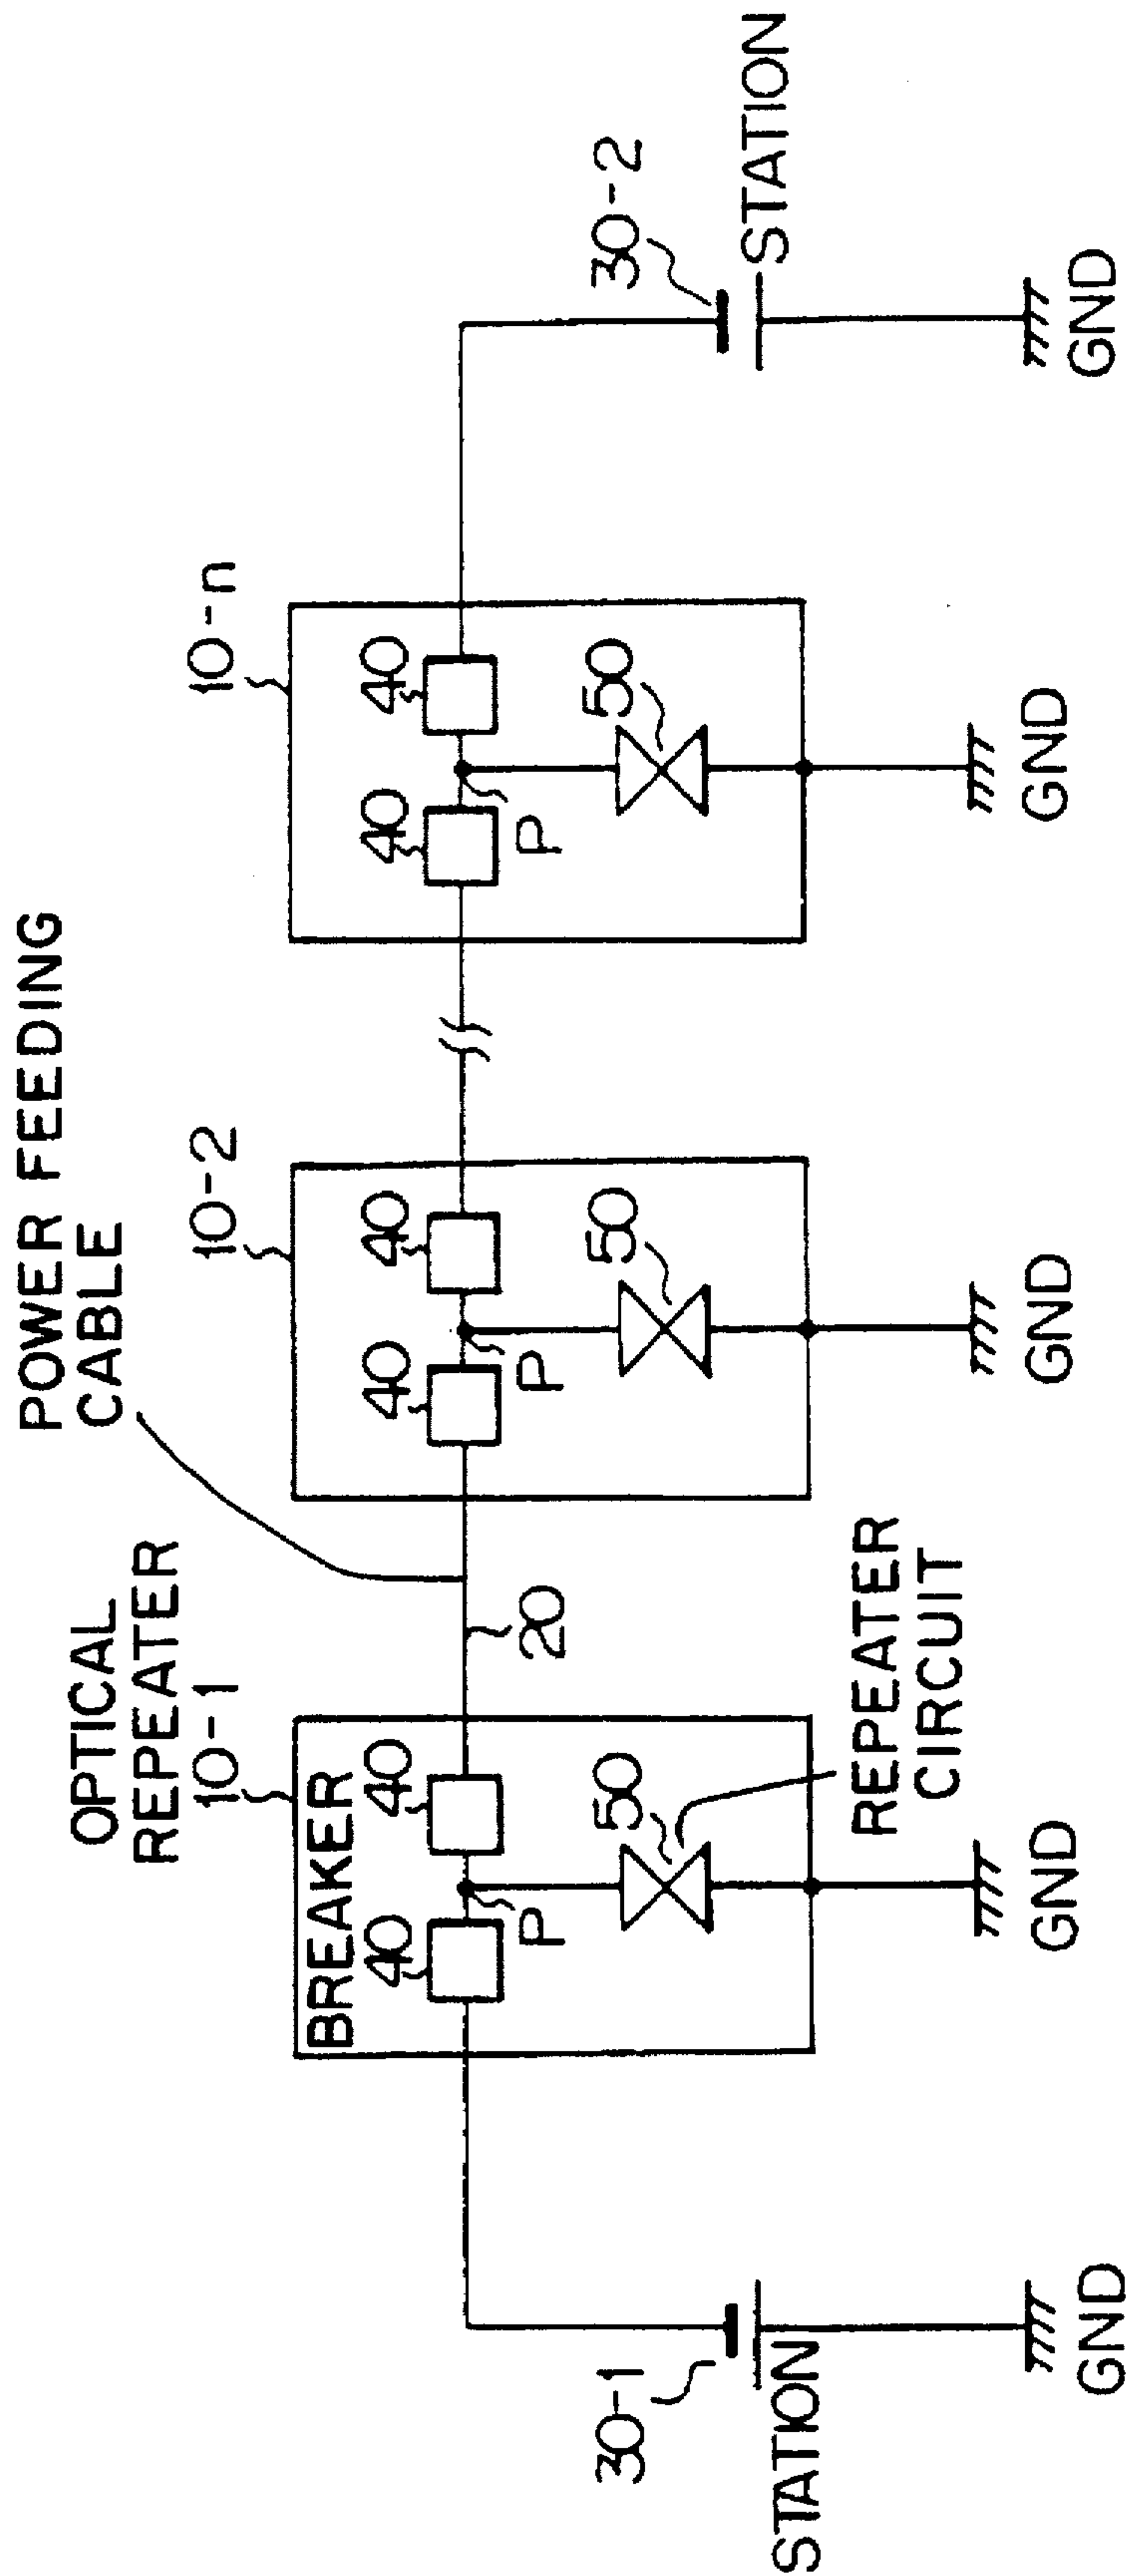 POWER FEEDING
CABLE
OPTICAL
REPEATER
10-1
10-2
10-n
BREAKER
40
40
40
40
40
40
P
P
P
20
50
50
50
REPEATER
CIRCUIT
30-1
STATION
30-2
STATION
GND
GND
GND
GND
GND